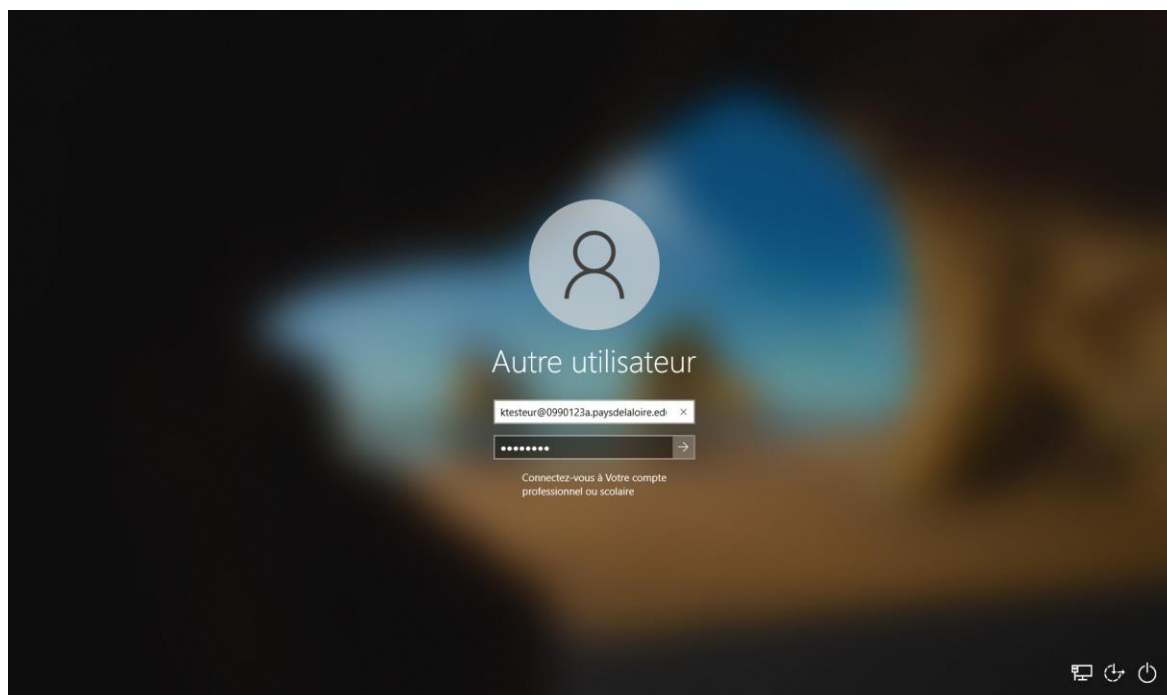 Autre utilisateur
ktesteur@0990123a.paysdelaloire.ed
••••••••
Connectez-vous à Votre compte
professionnel ou scolaire